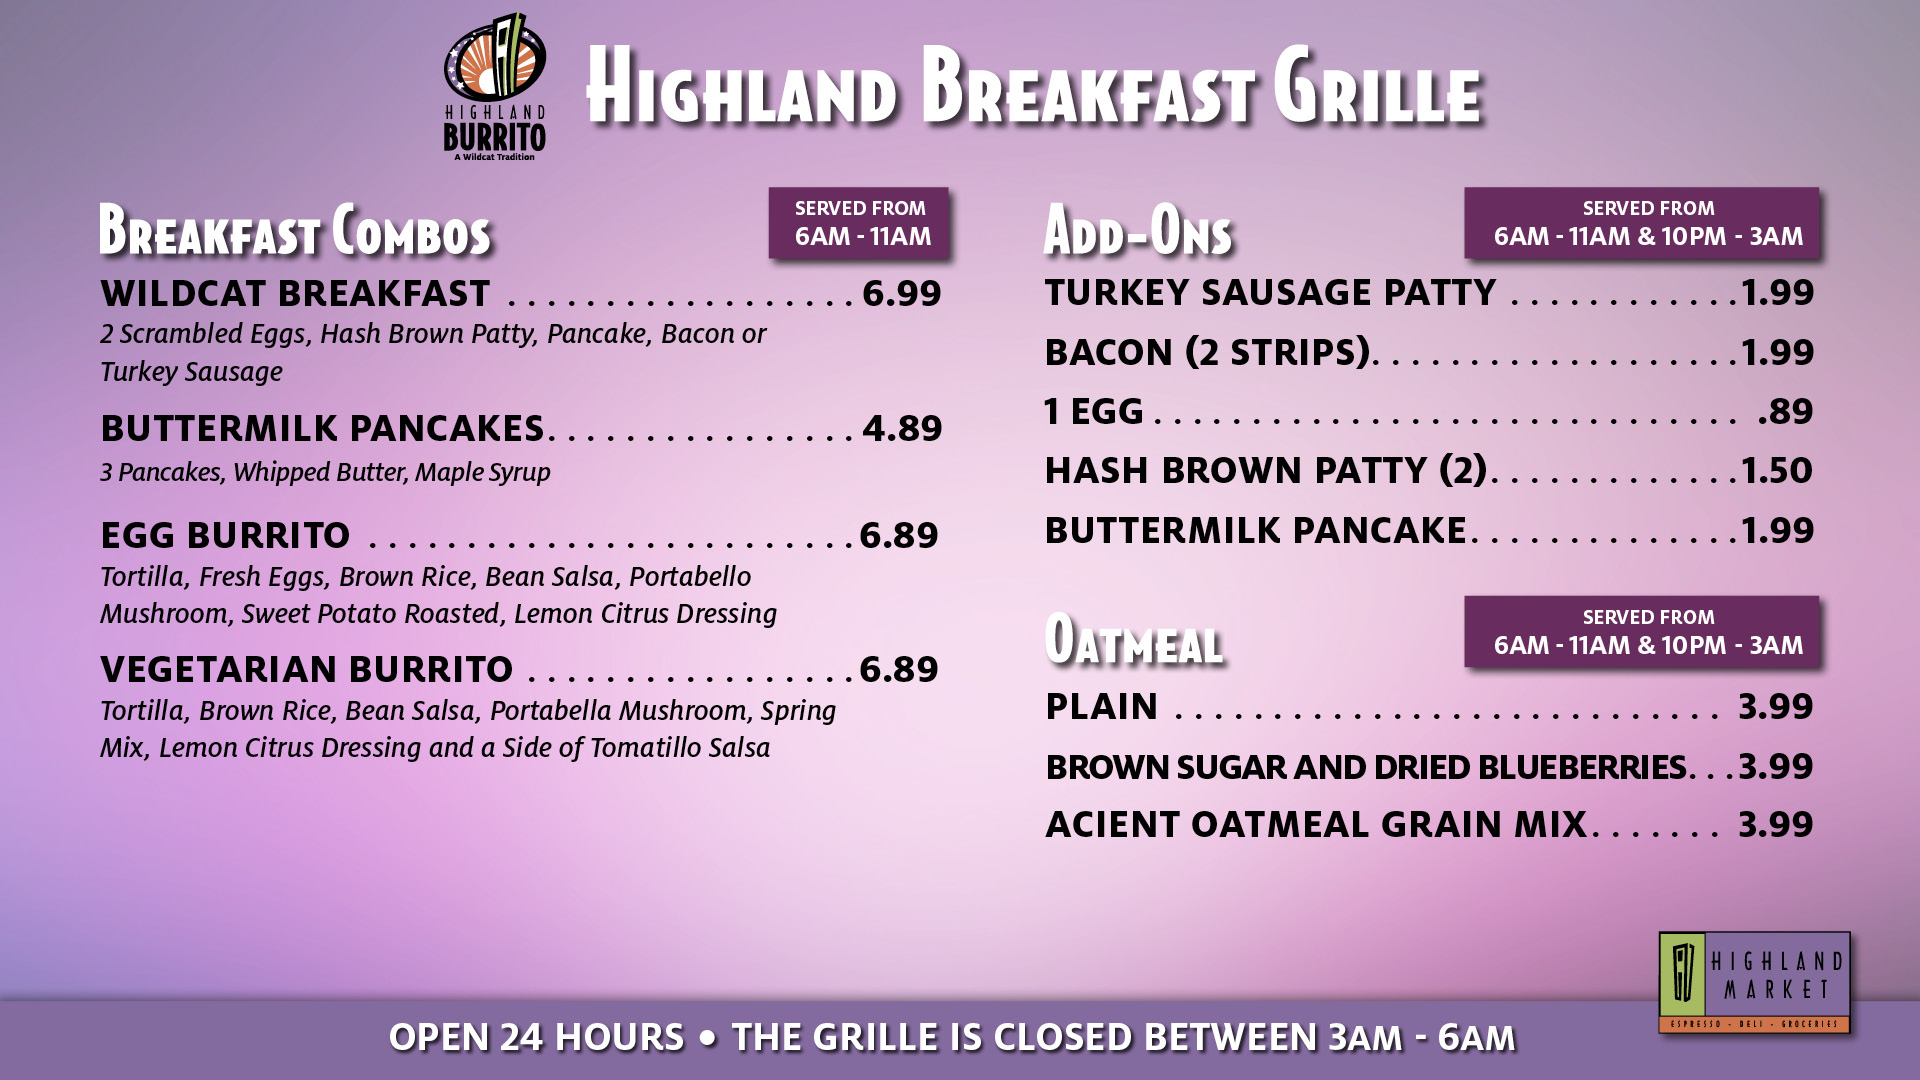 HIGHLAND
BURRITO
A Wildcat Tradition
HIGHLAND BREAKFAST GRILLE
BREAKFAST COMBOS
SERVED FROM
6AM - 11AM
WILDCAT BREAKFAST . . . . . . . . . . . . . . . . . . 6.99
2 Scrambled Eggs, Hash Brown Patty, Pancake, Bacon or
Turkey Sausage
BUTTERMILK PANCAKES. . . . . . . . . . . . . . . . 4.89
3 Pancakes, Whipped Butter, Maple Syrup
EGG BURRITO . . . . . . . . . . . . . . . . . . . . . . . . . 6.89
Tortilla, Fresh Eggs, Brown Rice, Bean Salsa, Portabello
Mushroom, Sweet Potato Roasted, Lemon Citrus Dressing
VEGETARIAN BURRITO . . . . . . . . . . . . . . . . . 6.89
Tortilla, Brown Rice, Bean Salsa, Portabella Mushroom, Spring
Mix, Lemon Citrus Dressing and a Side of Tomatillo Salsa
ADD-ONS
SERVED FROM
6AM - 11AM & 10PM - 3AM
TURKEY SAUSAGE PATTY . . . . . . . . . . . . 1.99
BACON (2 STRIPS). . . . . . . . . . . . . . . . . . . 1.99
1 EGG . . . . . . . . . . . . . . . . . . . . . . . . . . . . . . .89
HASH BROWN PATTY (2). . . . . . . . . . . . . 1.50
BUTTERMILK PANCAKE. . . . . . . . . . . . . . 1.99
OATMEAL
SERVED FROM
6AM - 11AM & 10PM - 3AM
PLAIN . . . . . . . . . . . . . . . . . . . . . . . . . . . . 3.99
BROWN SUGAR AND DRIED BLUEBERRIES. . . 3.99
ACIENT OATMEAL GRAIN MIX. . . . . . . 3.99
HIGHLAND
MARKET
ESPRESSO - DELI - GROCERIES
OPEN 24 HOURS • THE GRILLE IS CLOSED BETWEEN 3AM - 6AM